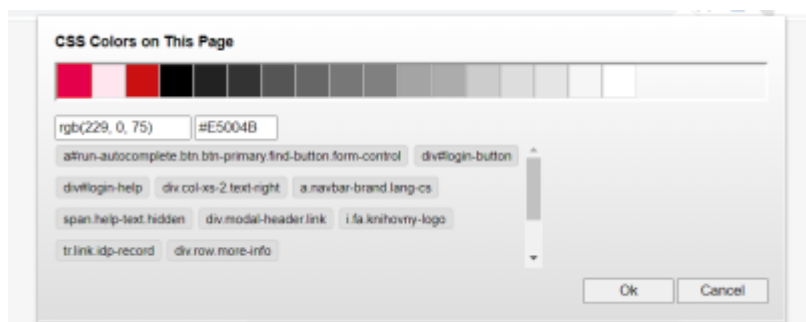 CSS Colors on This Page
rgb(229, 0, 75) #E5004B
a#run-autocomplete.btn.btn-primary.find-button.form-control div#login-button
div#login-help div.col-xs-2.text-right a.navbar-brand.lang-cs
span.help-text.hidden div.modal-header.link i.fa.knihovny-logo
tr.link.idp-record div.row.more-info
Ok Cancel